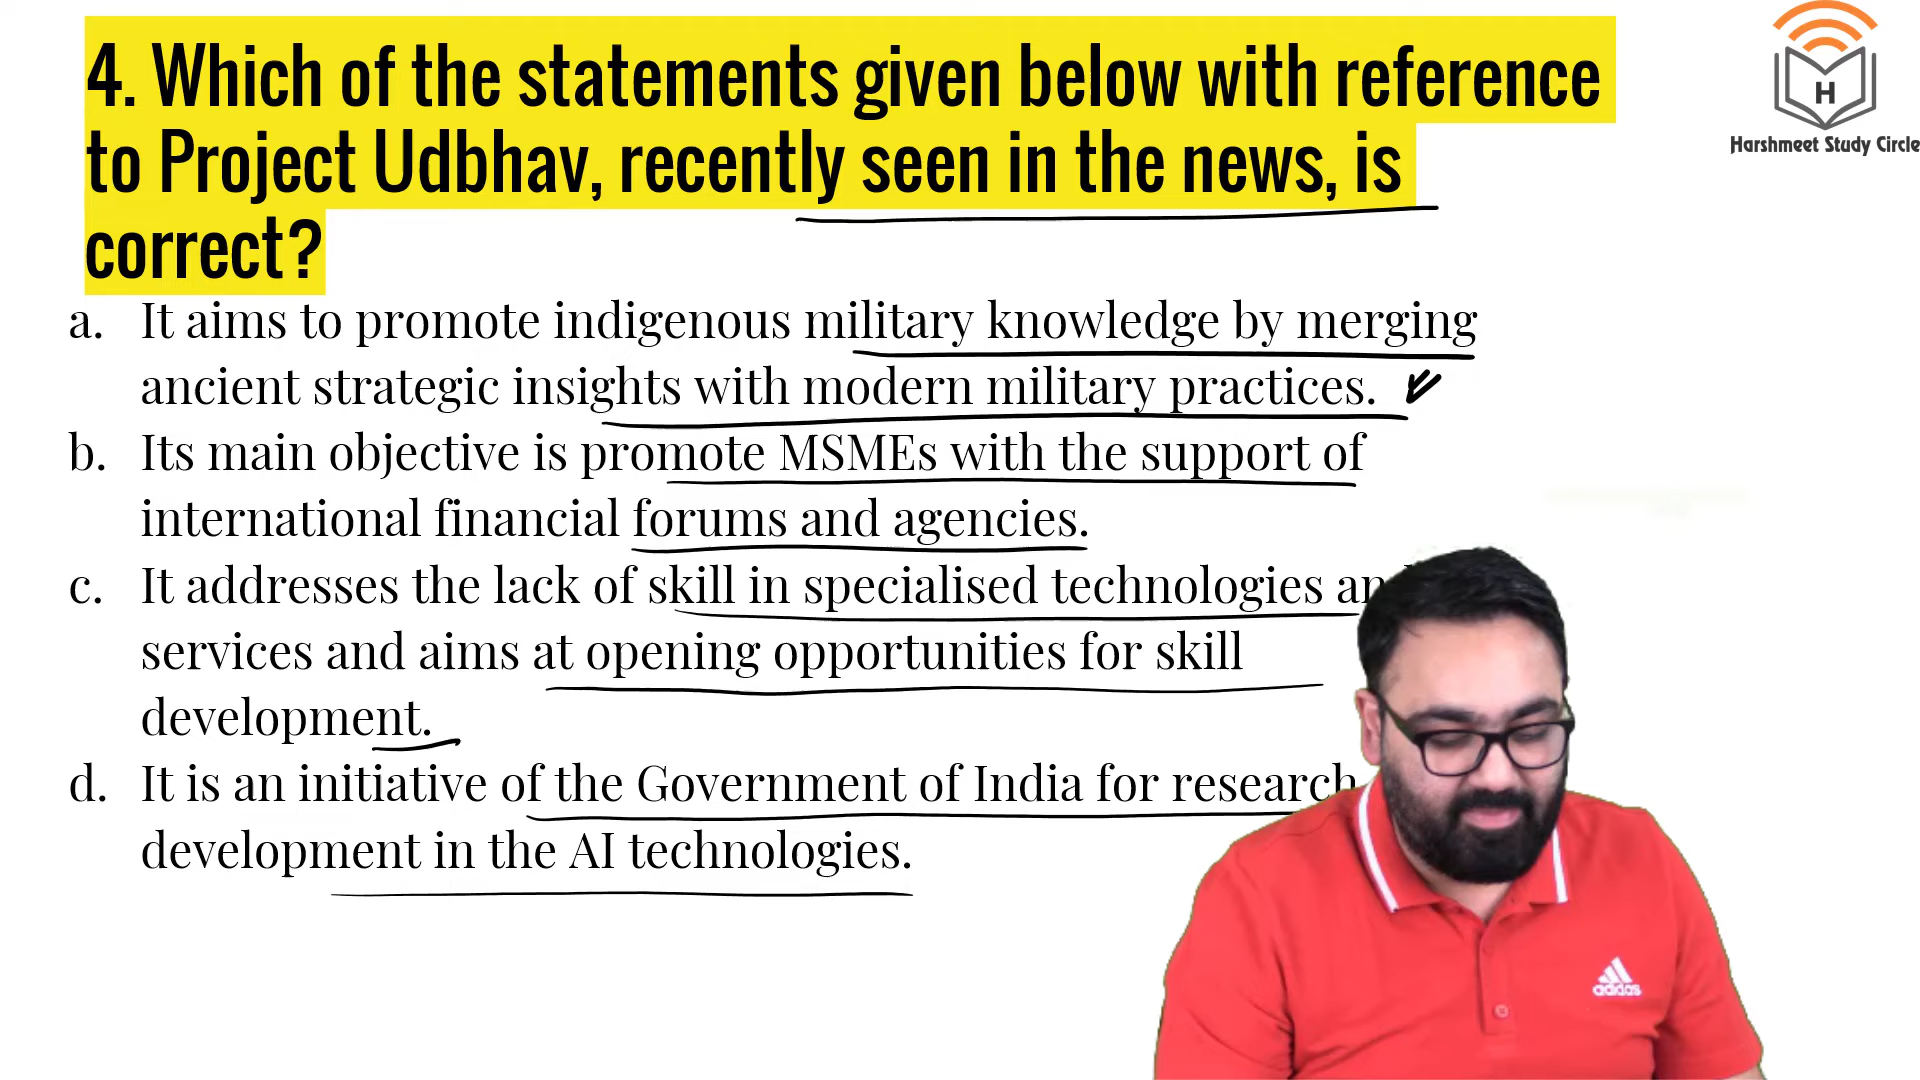 4. Which of the statements given below with reference
to Project Udbhav, recently seen in the news, is
correct?
a. It aims to promote indigenous military knowledge by merging
ancient strategic insights with modern military practices.
b. Its main objective is promote MSMEs with the support of
international financial forums and agencies.
c. It addresses the lack of skill in specialised technologies
services and aims at opening opportunities for skill
development.
d. It is an initiative of the Government of India for research
development in the AI technologies.
H
Harshmeet Study Circle
adidas